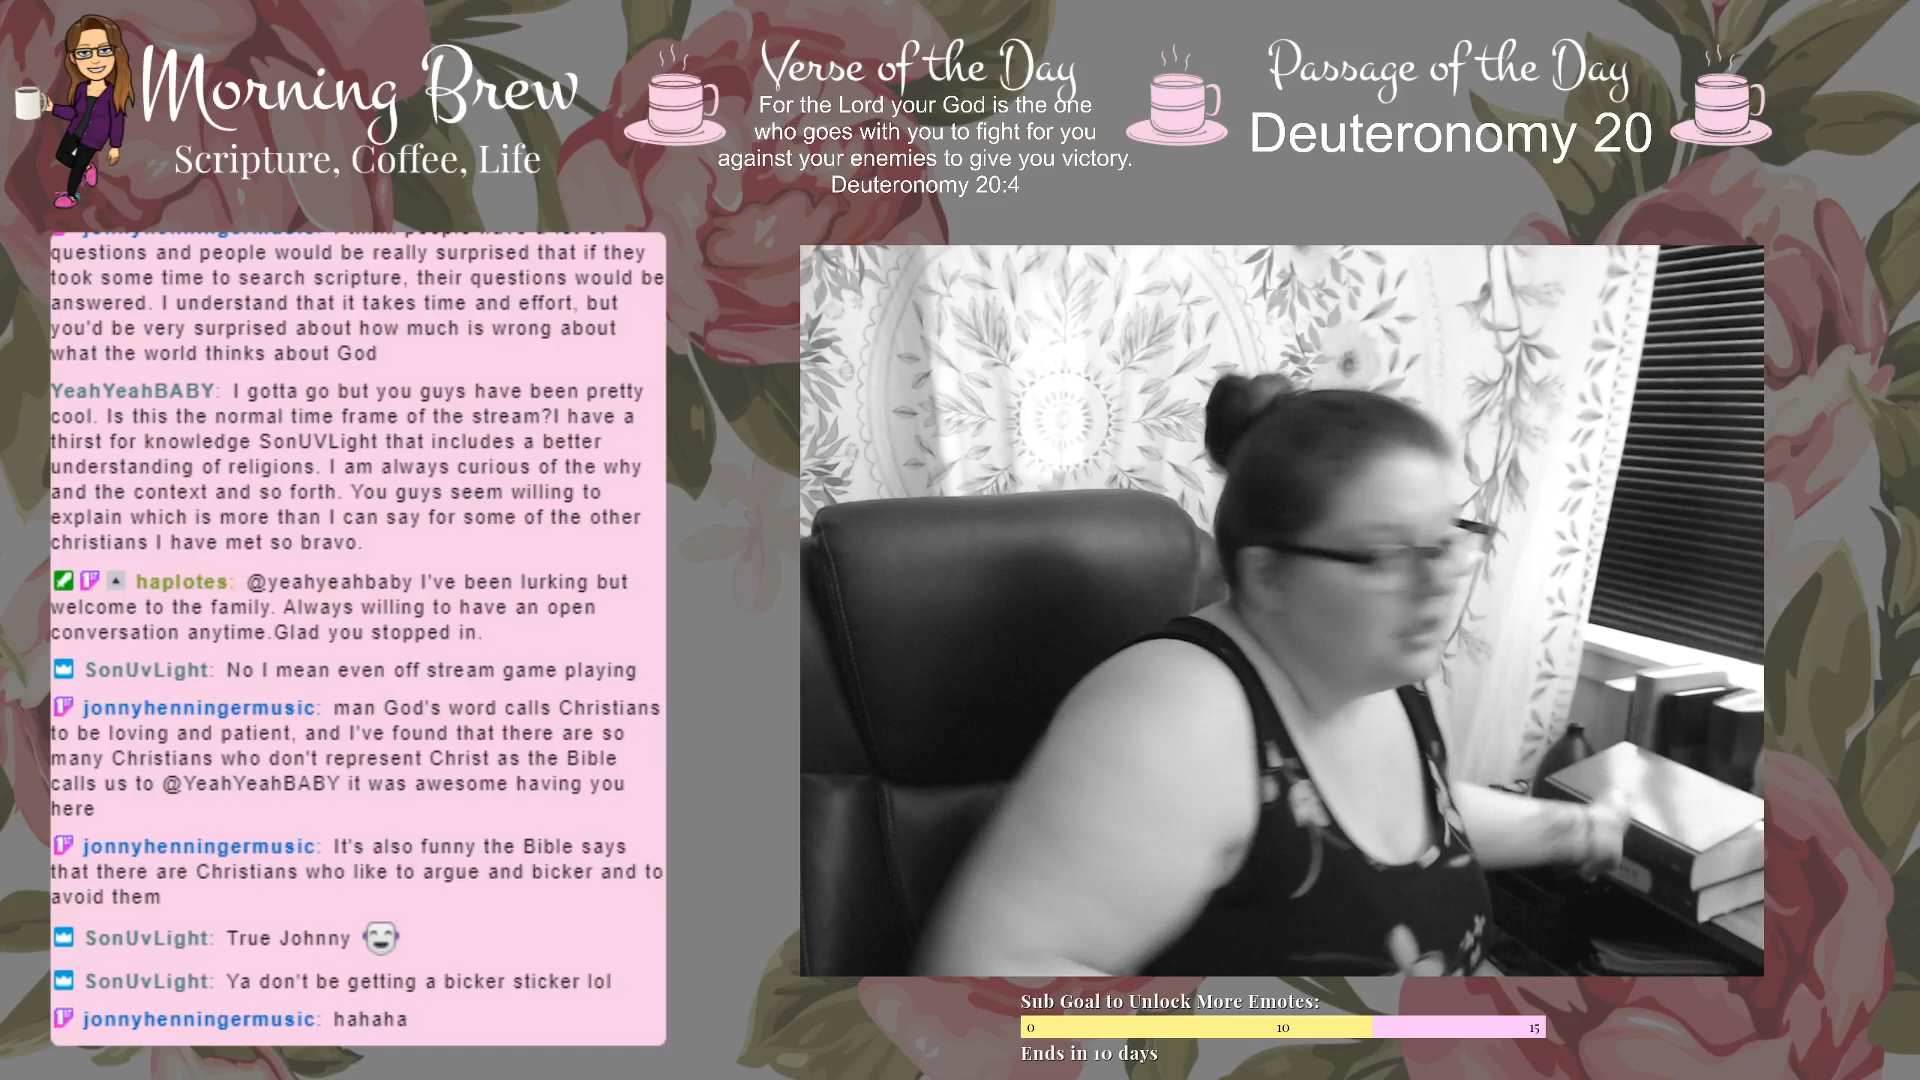 Morning Brew
Scripture, Coffee, Life
Verse of the Day
For the Lord your God is the one
who goes with you to fight for you
against your enemies to give you victory.
Deuteronomy 20:4
Passage of the Day
Deuteronomy 20
questions and people would be really surprised that if they
took some time to search scripture, their questions would be
answered. I understand that it takes time and effort, but
you'd be very surprised about how much is wrong about
what the world thinks about God
YeahYeahBABY: I gotta go but you guys have been pretty
cool. Is this the normal time frame of the stream?I have a
thirst for knowledge SonUVLight that includes a better
understanding of religions. I am always curious of the why
and the context and so forth. You guys seem willing to
explain which is more than I can say for some of the other
christians I have met so bravo.
haplotes: @yeahyeahbaby I've been lurking but
welcome to the family. Always willing to have an open
conversation anytime.Glad you stopped in.
SonUvLight: No I mean even off stream game playing
jonnyhenningermusic: man God's word calls Christians
to be loving and patient, and I've found that there are so
many Christians who don't represent Christ as the Bible
calls us to @YeahYeahBABY it was awesome having you
here
jonnyhenningermusic: It's also funny the Bible says
that there are Christians who like to argue and bicker and to
avoid them
SonUvLight: True Johnny
SonUvLight: Ya don't be getting a bicker sticker lol
jonnyhenningermusic: hahaha
Sub Goal to Unlock More Emotes:
0 10 15
Ends in 10 days